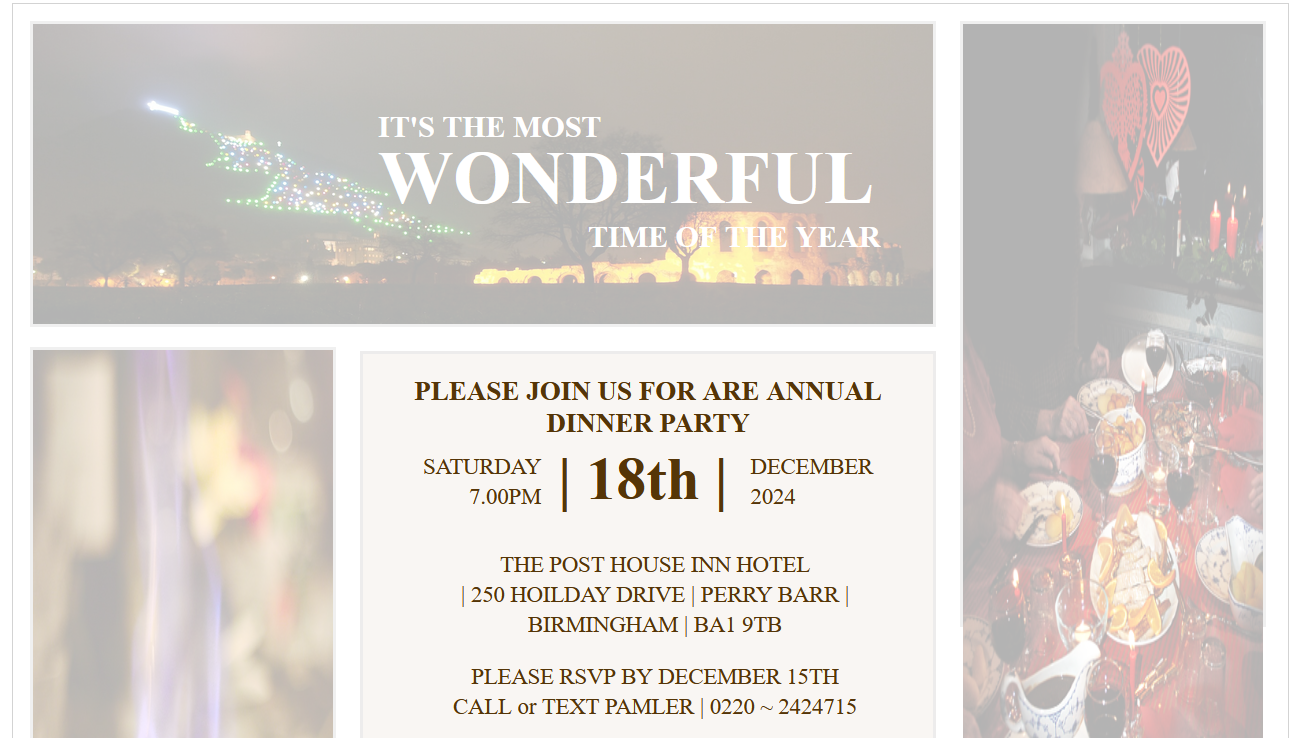 IT'S THE MOST
WONDERFUL
TIME OF THE YEAR
PLEASE JOIN US FOR ARE ANNUAL
DINNER PARTY
SATURDAY
7.00PM
| 18th |
DECEMBER
2024
THE POST HOUSE INN HOTEL
| 250 HOILDAY DRIVE | PERRY BARR |
BIRMINGHAM | BA1 9TB
PLEASE RSVP BY DECEMBER 15TH
CALL or TEXT PAMLER | 0220 ~ 2424715